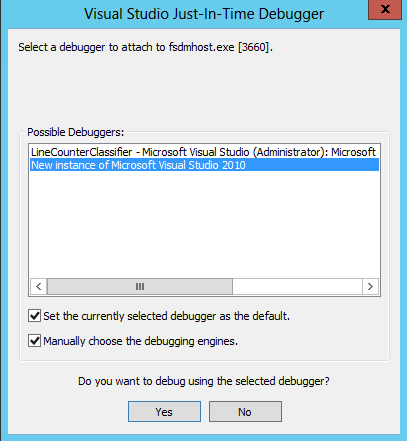 Visual Studio Just-In-Time Debugger
x
Select a debugger to attach to fsdmhost.exe [3660].
Possible Debuggers:
LineCounterClassifier - Microsoft Visual Studio (Administrator): Microsoft
New instance of Microsoft Visual Studio 2010
Set the currently selected debugger as the default.
Manually choose the debugging engines.
Do you want to debug using the selected debugger?
Yes
No